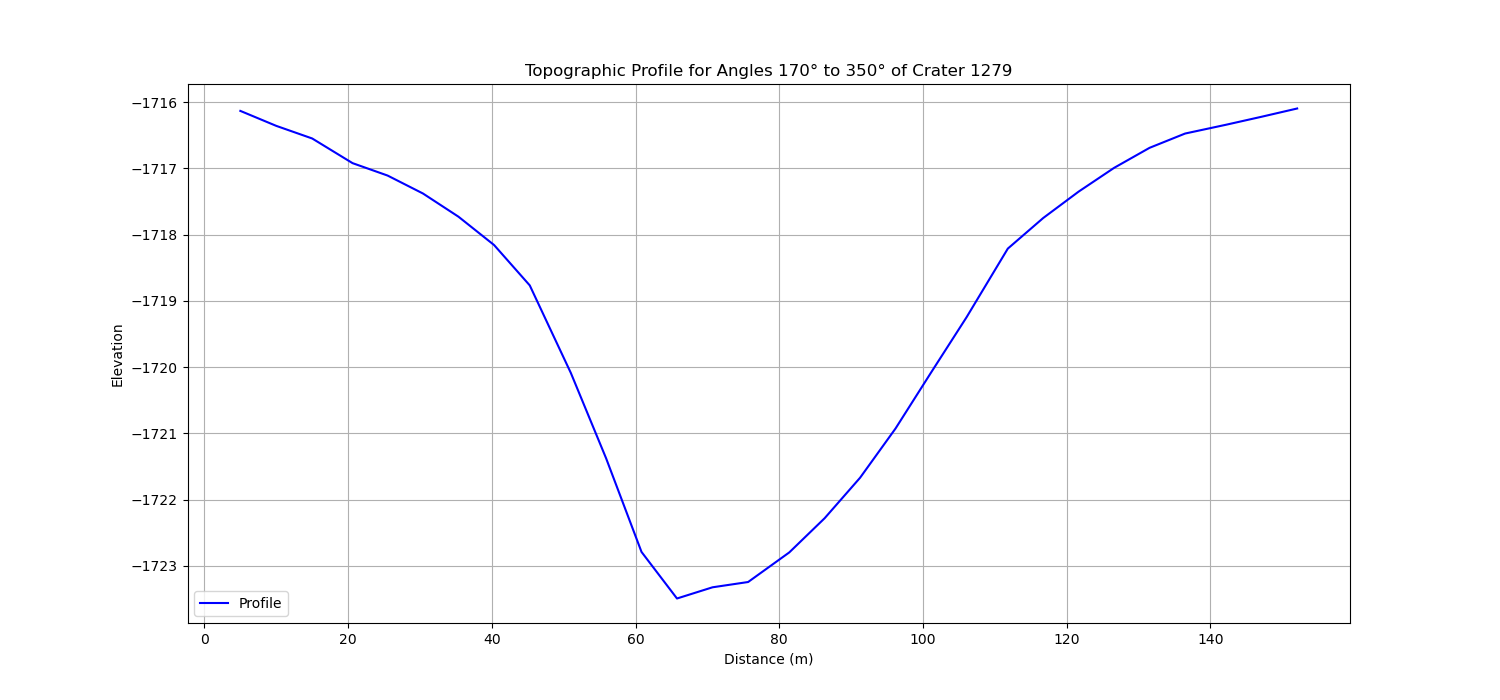 Topographic Profile for Angles 170° to 350° of Crater 1279
−1716
−1717
−1718
−1719
−1720
−1721
−1722
−1723
Elevation
Profile
0 20 40 60 80 100 120 140
Distance (m)